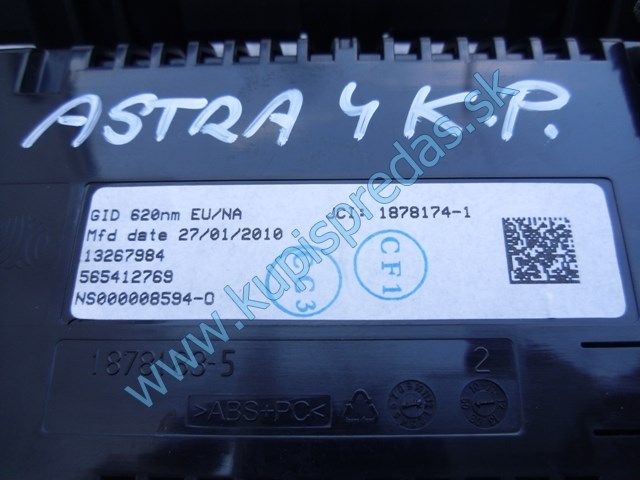 ASTRA 4 K.P.
GID 620nm EU/NA JCI# 1878174-1
Mfd date 27/01/2010
13267984
565412769
NS000008594-0
CF1
2
>ABS+PC<
www.kupispredas.sk